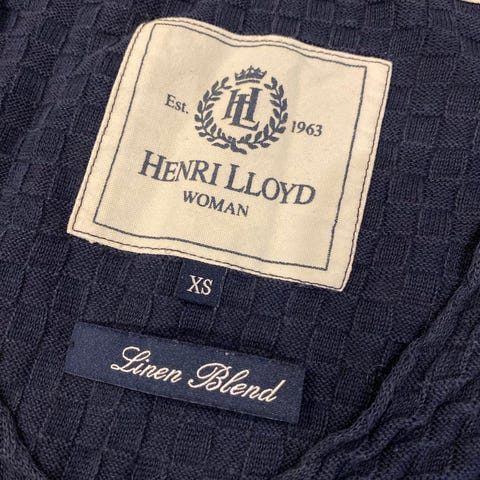 HL
Est. 1963
HENRI LLOYD
WOMAN
XS
Linen Blend